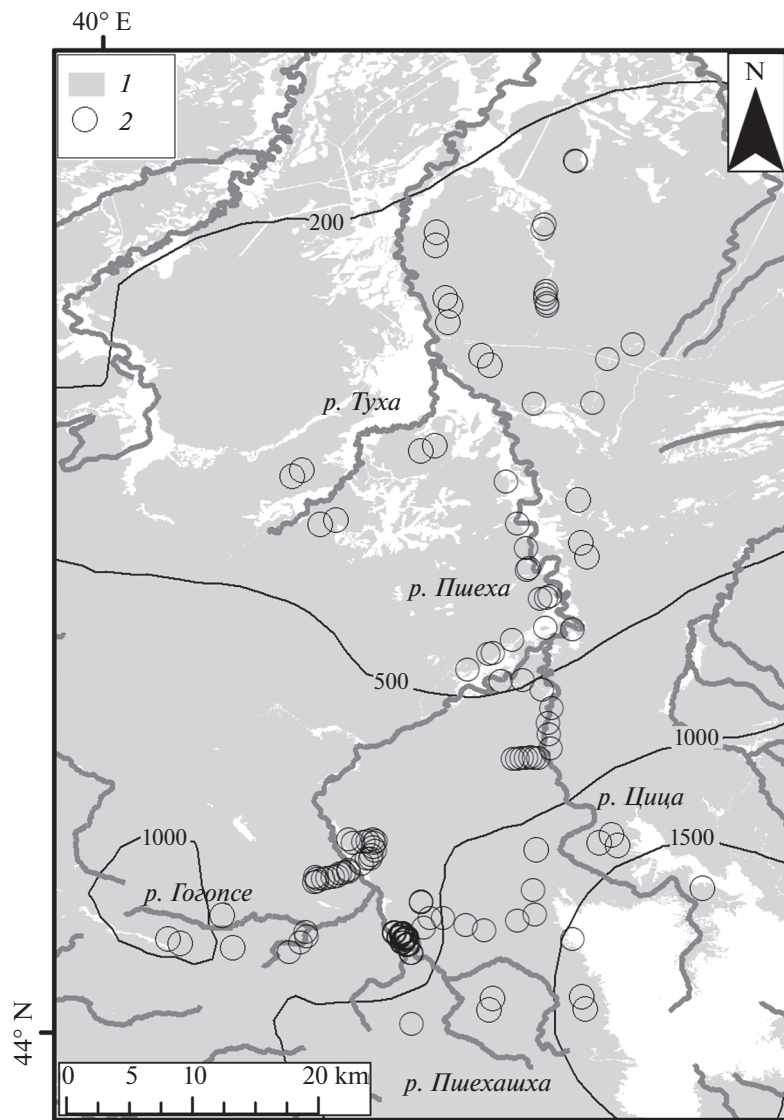 40° E
1
2
N
200
р. Туха
р. Пшеха
500
1000
р. Цица
1000
1500
р. Гогопсе
44° N
0 5 10 20 km
р. Пшехашха